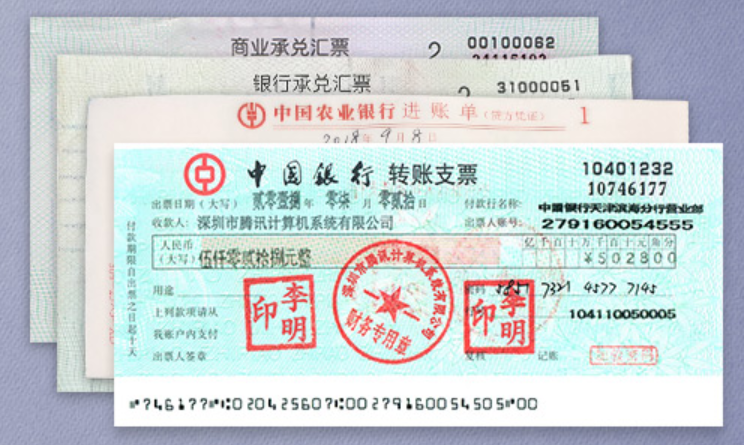 商业承兑汇票 2 00100062
银行承兑汇票 2 31000051
中国农业银行进账单(贷方凭证) 1
2018年9月8日
中国银行 转账支票
10401232
10746177
出票日期(大写) 贰零壹捌年 零柒月 零贰拾日
付款行名称: 中国银行天津滨海分行营业部
收款人: 深圳市腾讯计算机系统有限公司
出票人账号: 279160054555
人民币
(大写) 伍仟零贰拾捌元整
亿千百十万千百十元角分
¥502800
付款期限自出票之日起十天
用途
密码 5851 7321 4577 7145
上列款项请从
104110050005
我账户内支付
出票人签章
复核 记账
李明印
深圳市腾讯计算机系统有限公司
财务专用章
李明印
⑈746177⑈⑆020425607⑆00279160054505⑈00